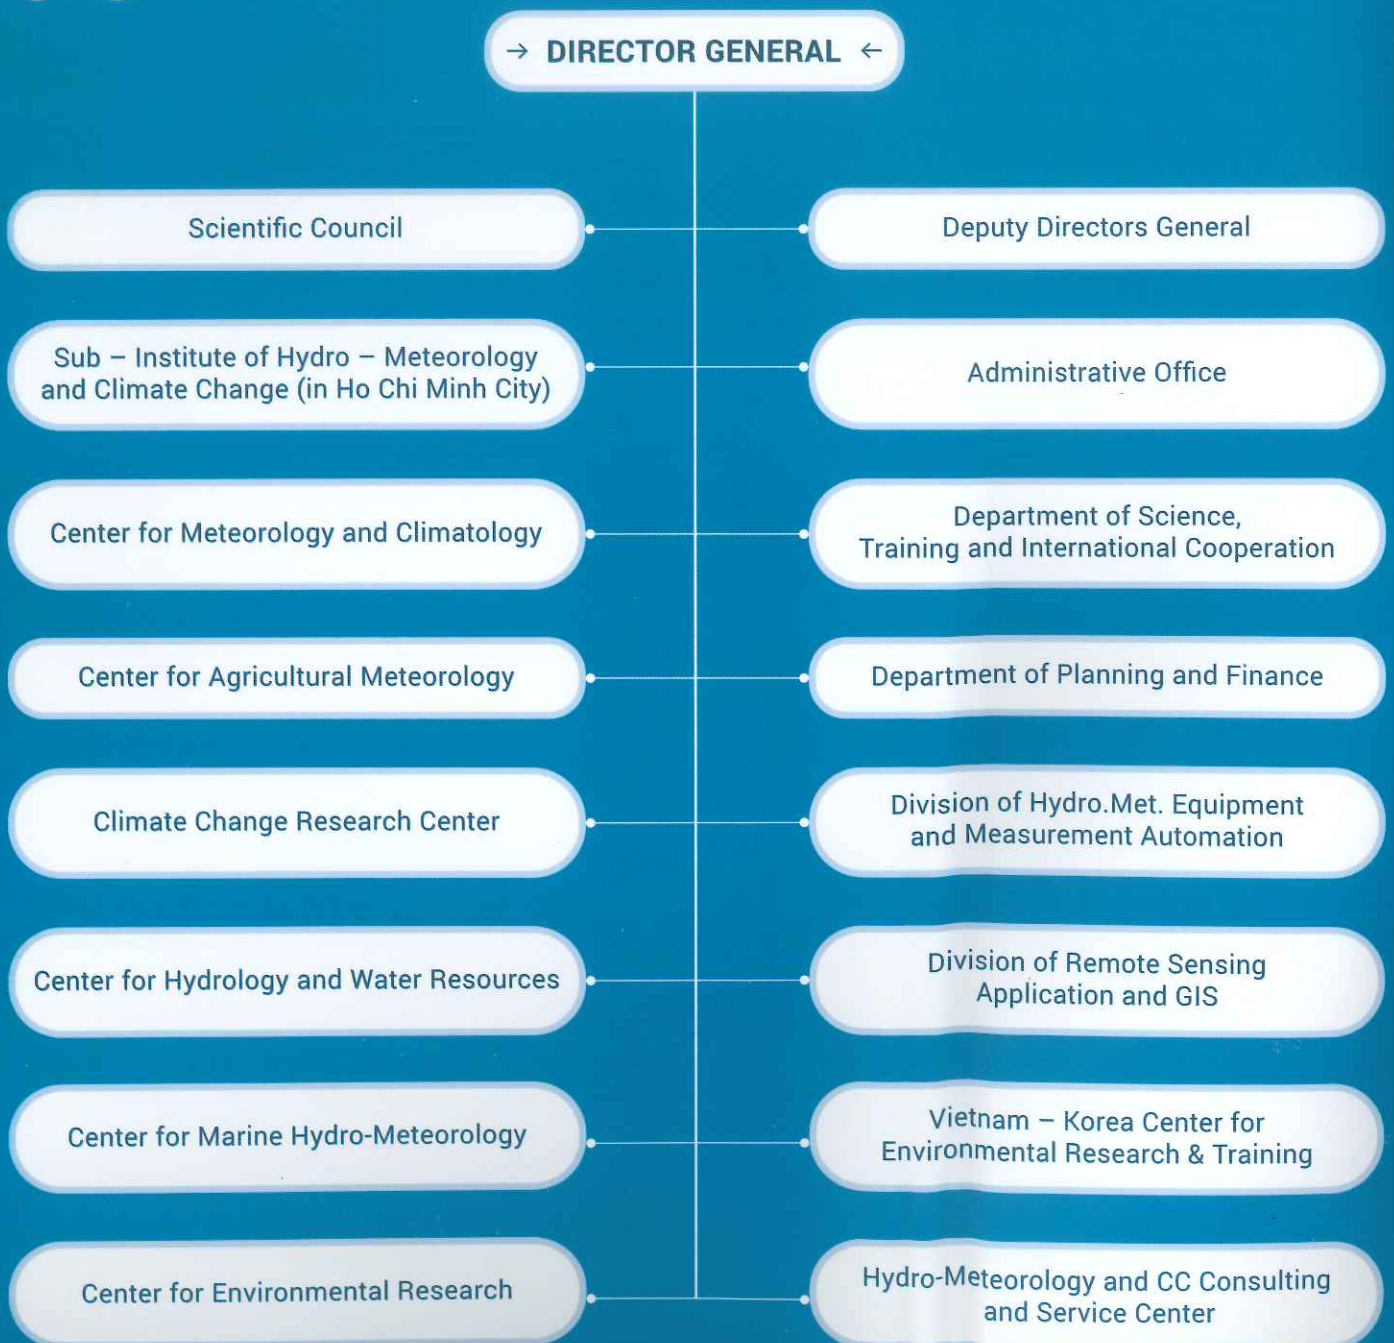 → DIRECTOR GENERAL ←
Scientific Council
Deputy Directors General
Sub – Institute of Hydro – Meteorology
and Climate Change (in Ho Chi Minh City)
Administrative Office
Center for Meteorology and Climatology
Department of Science,
Training and International Cooperation
Center for Agricultural Meteorology
Department of Planning and Finance
Climate Change Research Center
Division of Hydro.Met. Equipment
and Measurement Automation
Center for Hydrology and Water Resources
Division of Remote Sensing
Application and GIS
Center for Marine Hydro-Meteorology
Vietnam – Korea Center for
Environmental Research & Training
Center for Environmental Research
Hydro-Meteorology and CC Consulting
and Service Center